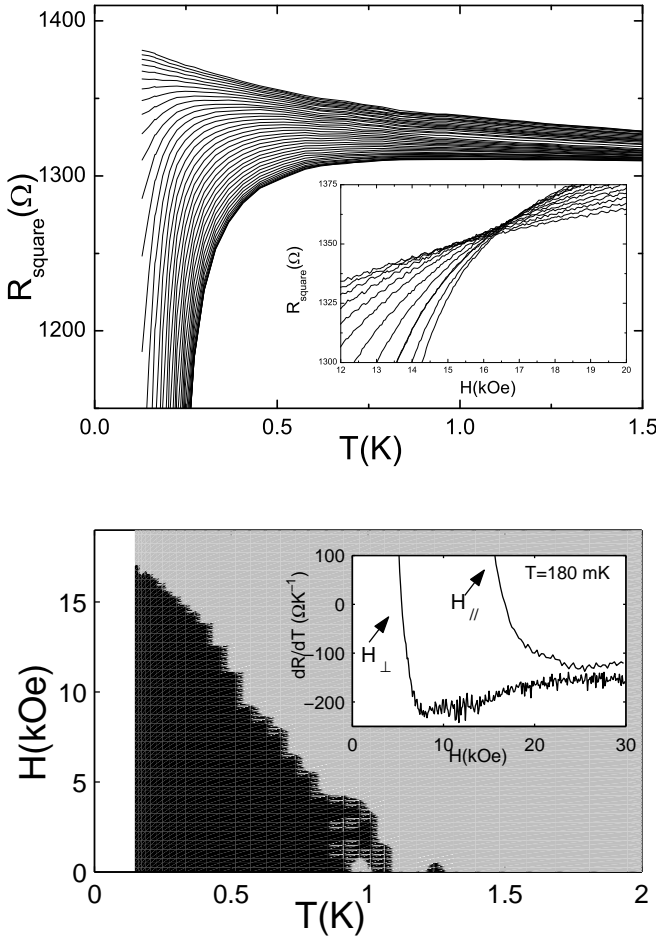 1400
1300
1200
R_square(Ω)
0.0 0.5 1.0 1.5
T(K)
1375
1350
1325
1300
R_square(Ω)
12 13 14 15 16 17 18 19 20
H(kOe)
15
10
5
0
H(kOe)
0 0.5 1 1.5 2
T(K)
100
0
−100
−200
dR/dT (ΩK⁻¹)
T=180 mK
H_//
H_⊥
0 10 20 30
H(kOe)